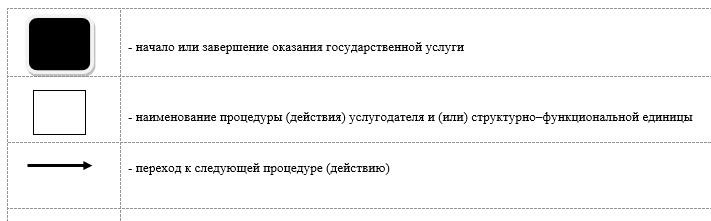 - начало или завершение оказания государственной услуги
- наименование процедуры (действия) услугодателя и (или) структурно–функциональной единицы
- переход к следующей процедуре (действию)